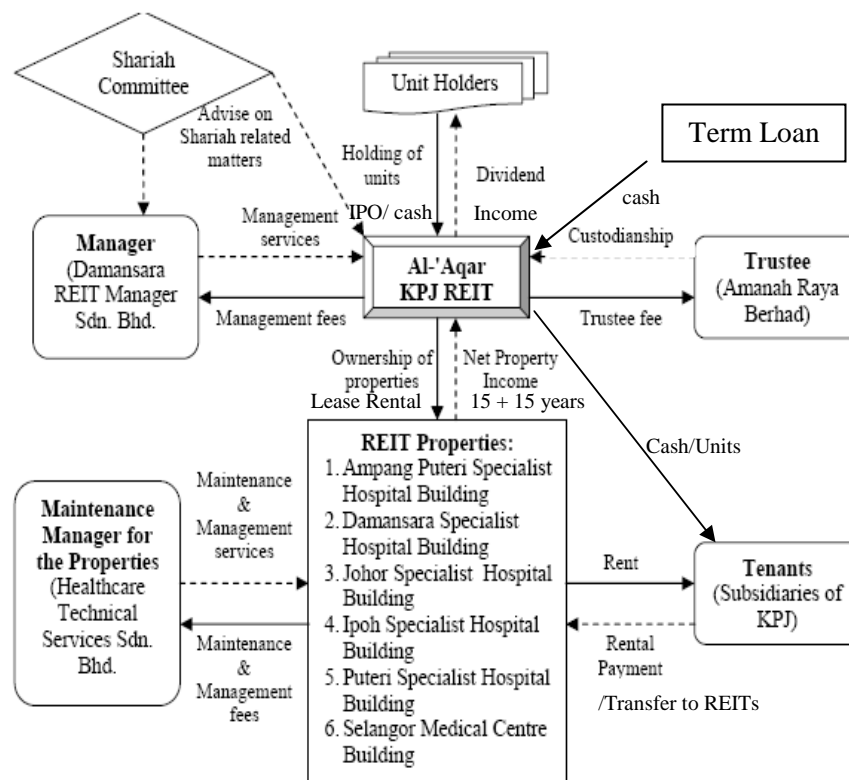 Shariah
Committee
Unit Holders
Term Loan
Advise on
Shariah related
matters
Holding of
units
Dividend
IPO/ cash
Income
cash
Management
services
Custodianship
Manager
(Damansara
REIT Manager
Sdn. Bhd.
Al-'Aqar
KPJ REIT
Trustee
(Amanah Raya
Berhad)
Management fees
Trustee fee
Ownership of
properties
Net Property
Income
Lease Rental
15 + 15 years
Cash/Units
REIT Properties:
1. Ampang Puteri Specialist
Hospital Building
2. Damansara Specialist
Hospital Building
3. Johor Specialist Hospital
Building
4. Ipoh Specialist Hospital
Building
5. Puteri Specialist Hospital
Building
6. Selangor Medical Centre
Building
Maintenance
&
Management
services
Maintenance
Manager for
the Properties
(Healthcare
Technical
Services Sdn.
Bhd.
Maintenance
&
Management
fees
Rent
Tenants
(Subsidiaries of
KPJ)
Rental
Payment
/Transfer to REITs